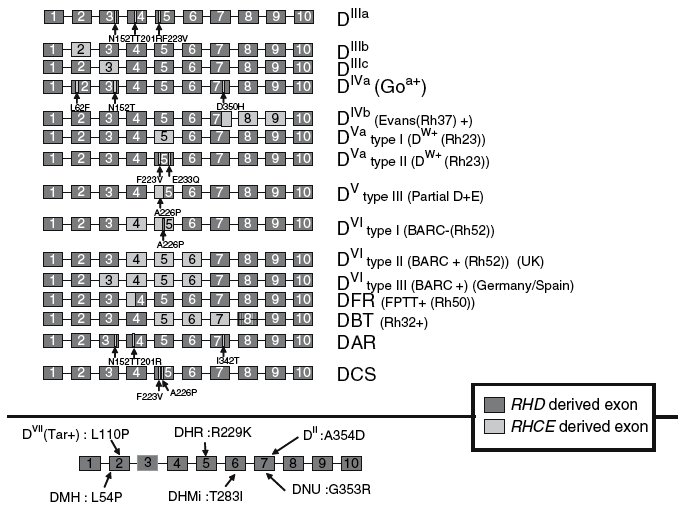 1 2 3 4 5 6 7 8 9 10 DIIIa
N152T T201R F223V
1 2 3 4 5 6 7 8 9 10 DIIIb
1 2 3 4 5 6 7 8 9 10 DIIIc
1 2 3 4 5 6 7 8 9 10 DIVa (Goa+)
L62F N152T D350H
1 2 3 4 5 6 7 8 9 10 DIVb (Evans(Rh37) +)
1 2 3 4 5 6 7 8 9 10 DVa type I (DW+ (Rh23))
1 2 3 4 5 6 7 8 9 10 DVa type II (DW+ (Rh23))
F223V E233Q
1 2 3 4 5 6 7 8 9 10 DV type III (Partial D+E)
A226P
1 2 3 4 5 6 7 8 9 10 DVI type I (BARC-(Rh52))
A226P
1 2 3 4 5 6 7 8 9 10 DVI type II (BARC + (Rh52)) (UK)
1 2 3 4 5 6 7 8 9 10 DVI type III (BARC +) (Germany/Spain)
1 2 3 4 5 6 7 8 9 10 DFR (FPTT+ (Rh50))
1 2 3 4 5 6 7 8 9 10 DBT (Rh32+)
1 2 3 4 5 6 7 8 9 10 DAR
N152T T201R I342T
1 2 3 4 5 6 7 8 9 10 DCS
F223V A226P
RHD derived exon
RHCE derived exon
DVII(Tar+) : L110P DHR :R229K DII :A354D
1 2 3 4 5 6 7 8 9 10
DMH : L54P DHMi :T283I DNU :G353R